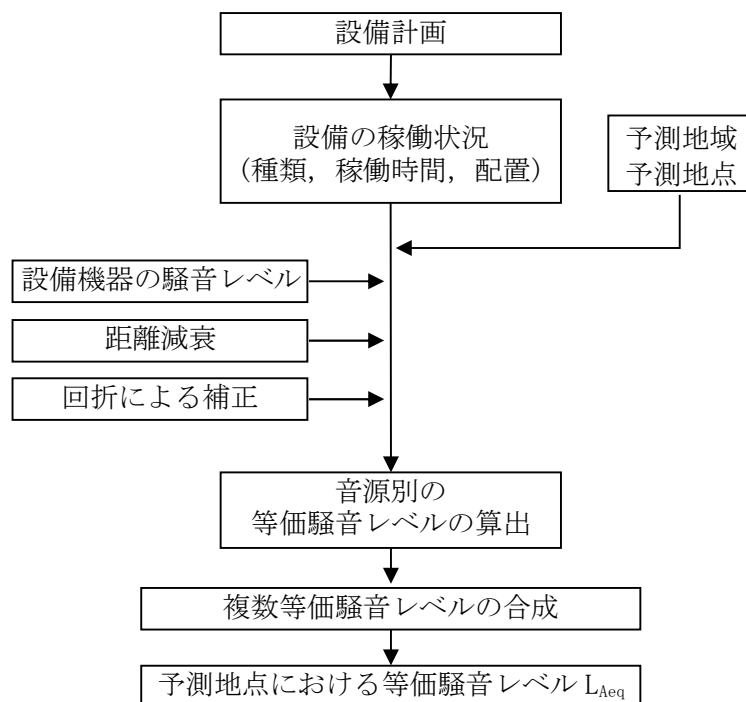 設備計画
設備の稼働状況
(種類，稼働時間，配置)
予測地域
予測地点
設備機器の騒音レベル
距離減衰
回折による補正
音源別の
等価騒音レベルの算出
複数等価騒音レベルの合成
予測地点における等価騒音レベル LAeq